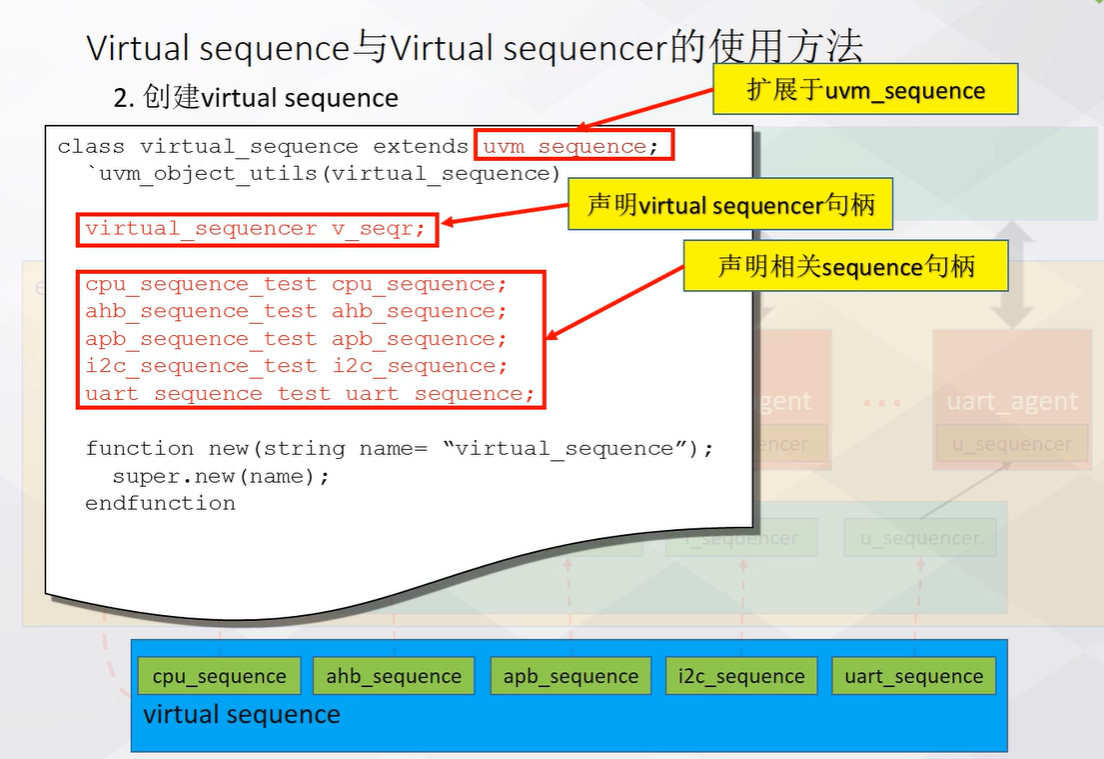 Virtual sequence与Virtual sequencer的使用方法
2. 创建virtual sequence
扩展于uvm_sequence
class virtual_sequence extends uvm_sequence;
`uvm_object_utils(virtual_sequence)
声明virtual sequencer句柄
virtual_sequencer v_seqr;
声明相关sequence句柄
cpu_sequence_test cpu_sequence;
ahb_sequence_test ahb_sequence;
apb_sequence_test apb_sequence;
i2c_sequence_test i2c_sequence;
uart_sequence_test uart_sequence;
gent
uart_agent
encer
u_sequencer
function new(string name= “virtual_sequence”);
super.new(name);
endfunction
i_sequencer
u_sequencer
cpu_sequence
ahb_sequence
apb_sequence
i2c_sequence
uart_sequence
virtual sequence